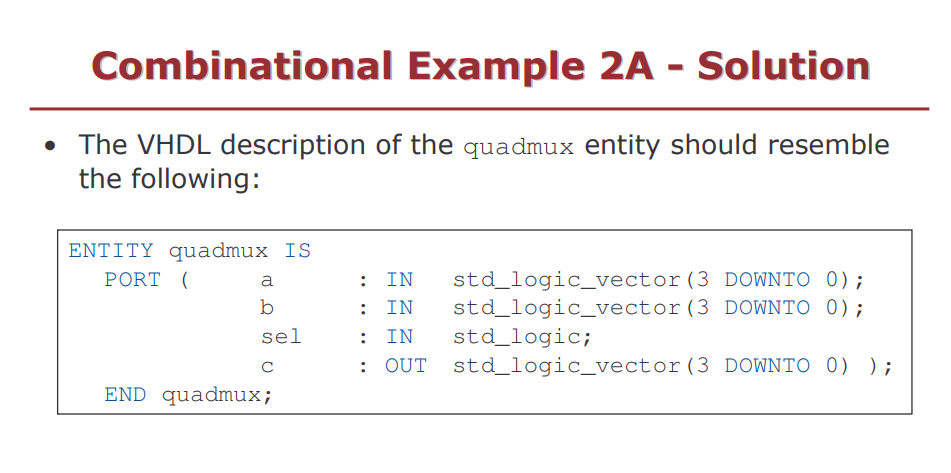 Combinational Example 2A - Solution
• The VHDL description of the quadmux entity should resemble
the following:
ENTITY quadmux IS
PORT ( a : IN std_logic_vector(3 DOWNTO 0);
b : IN std_logic_vector(3 DOWNTO 0);
sel : IN std_logic;
c : OUT std_logic_vector(3 DOWNTO 0) );
END quadmux;